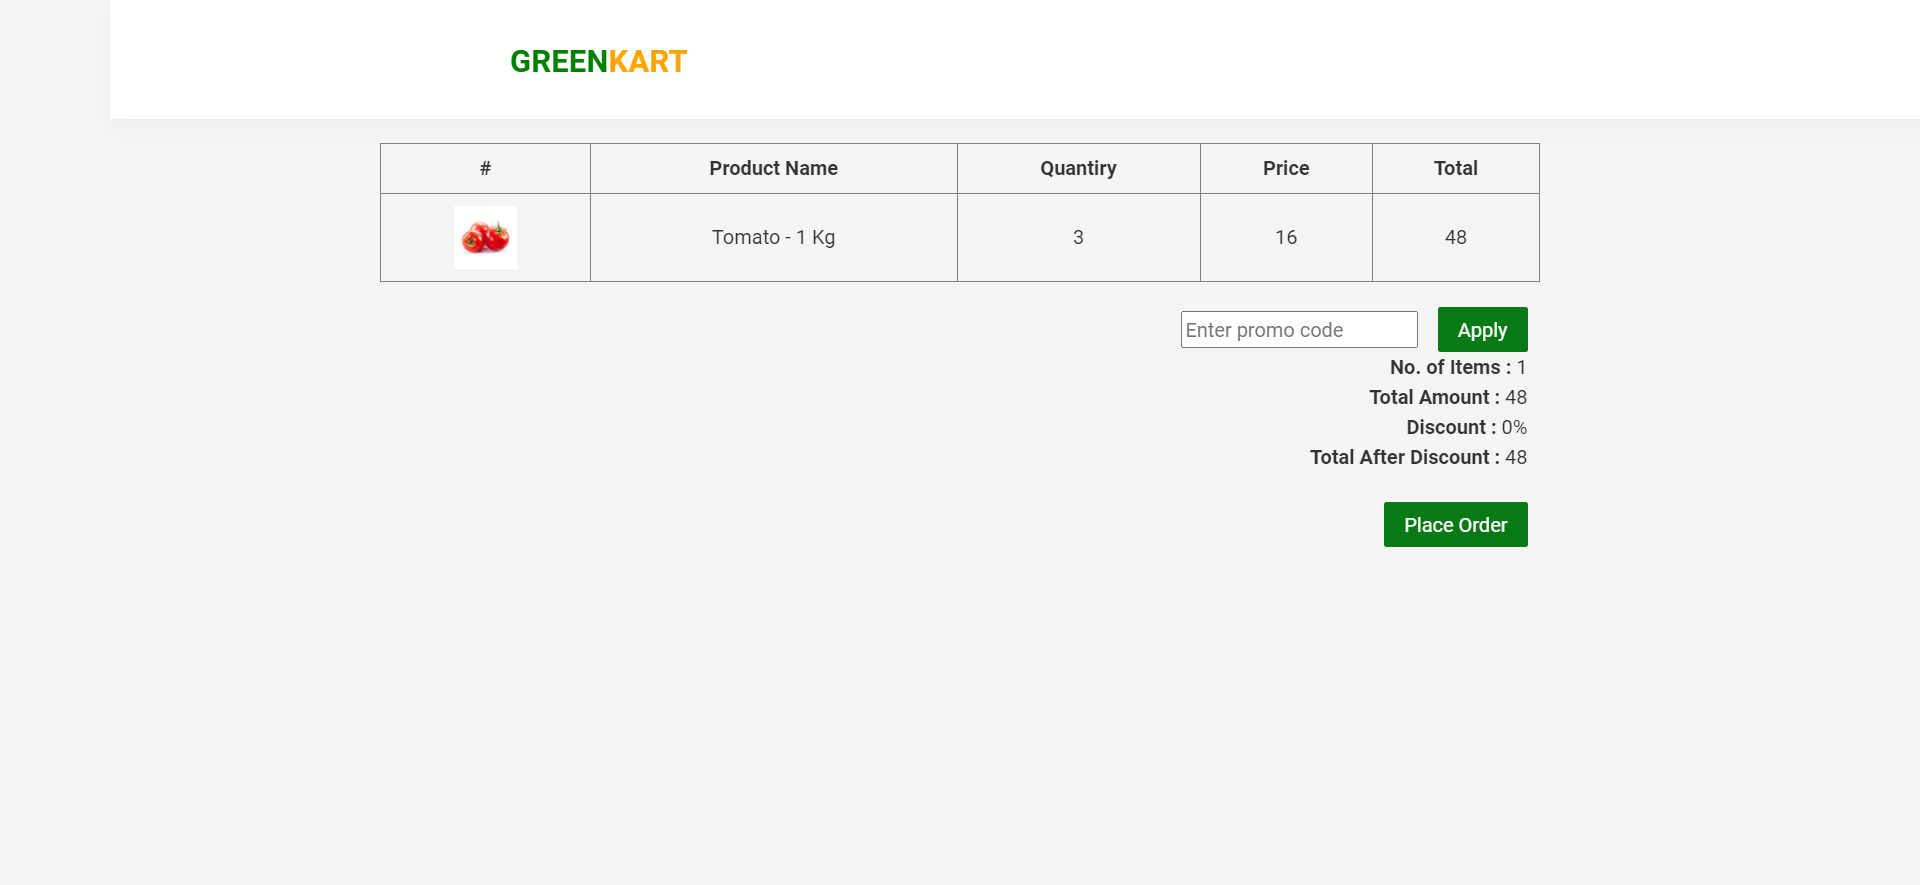 GREENKART
# Product Name Quantiry Price Total
Tomato - 1 Kg 3 16 48
Enter promo code Apply
No. of Items : 1
Total Amount : 48
Discount : 0%
Total After Discount : 48
Place Order